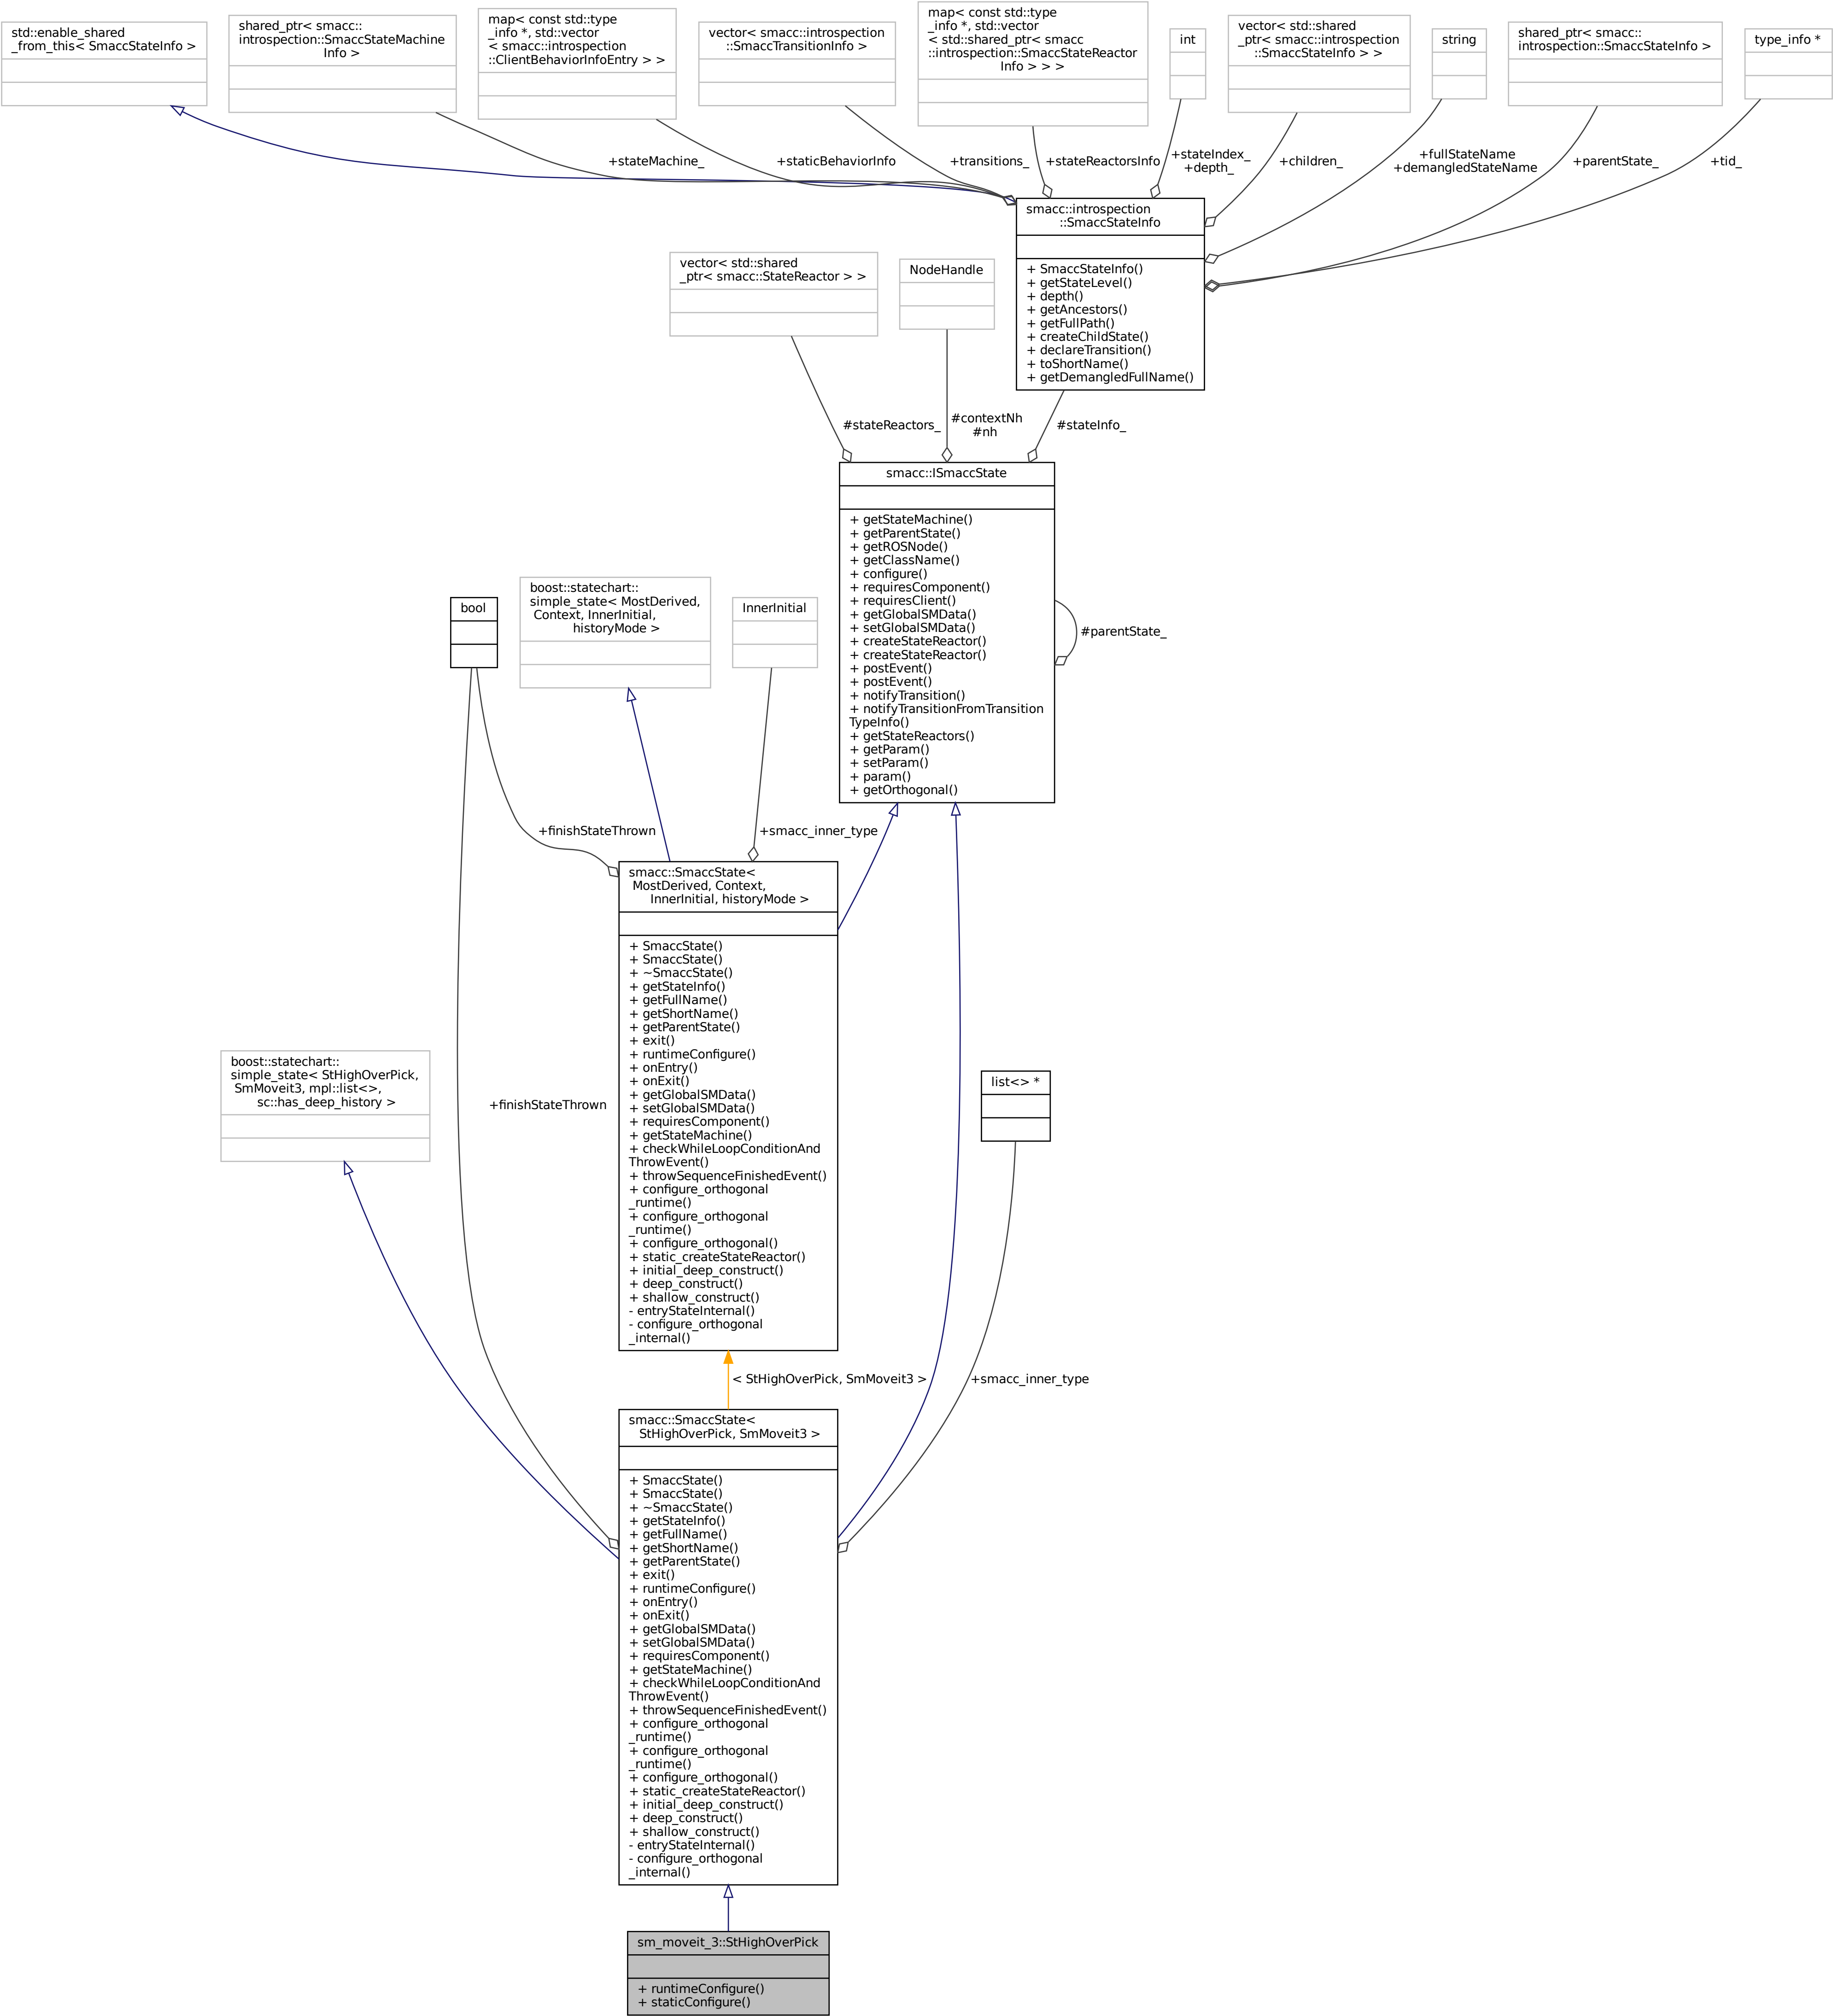 std::enable_shared
_from_this< SmaccStateInfo >
shared_ptr< smacc::
introspection::SmaccStateMachine
Info >
map< const std::type
_info *, std::vector
< smacc::introspection
::ClientBehaviorInfoEntry > >
vector< smacc::introspection
::SmaccTransitionInfo >
map< const std::type
_info *, std::vector
< std::shared_ptr< smacc
::introspection::SmaccStateReactor
Info > > >
int
vector< std::shared
_ptr< smacc::introspection
::SmaccStateInfo > >
string
shared_ptr< smacc::
introspection::SmaccStateInfo >
type_info *
+stateMachine_
+staticBehaviorInfo
+transitions_
+stateReactorsInfo
+stateIndex_
+depth_
+children_
+fullStateName
+demangledStateName
+parentState_
+tid_
smacc::introspection
::SmaccStateInfo
+ SmaccStateInfo()
+ getStateLevel()
+ depth()
+ getAncestors()
+ getFullPath()
+ createChildState()
+ declareTransition()
+ toShortName()
+ getDemangledFullName()
vector< std::shared
_ptr< smacc::StateReactor > >
NodeHandle
#stateReactors_
#contextNh
#nh
#stateInfo_
smacc::ISmaccState
+ getStateMachine()
+ getParentState()
+ getROSNode()
+ getClassName()
+ configure()
+ requiresComponent()
+ requiresClient()
+ getGlobalSMData()
+ setGlobalSMData()
+ createStateReactor()
+ createStateReactor()
+ postEvent()
+ postEvent()
+ notifyTransition()
+ notifyTransitionFromTransition
TypeInfo()
+ getStateReactors()
+ getParam()
+ setParam()
+ param()
+ getOrthogonal()
#parentState_
bool
boost::statechart::
simple_state< MostDerived,
Context, InnerInitial,
historyMode >
InnerInitial
+finishStateThrown
+smacc_inner_type
smacc::SmaccState<
MostDerived, Context,
InnerInitial, historyMode >
+ SmaccState()
+ SmaccState()
+ ~SmaccState()
+ getStateInfo()
+ getFullName()
+ getShortName()
+ getParentState()
+ exit()
+ runtimeConfigure()
+ onEntry()
+ onExit()
+ getGlobalSMData()
+ setGlobalSMData()
+ requiresComponent()
+ getStateMachine()
+ checkWhileLoopConditionAnd
ThrowEvent()
+ throwSequenceFinishedEvent()
+ configure_orthogonal
_runtime()
+ configure_orthogonal
_runtime()
+ configure_orthogonal()
+ static_createStateReactor()
+ initial_deep_construct()
+ deep_construct()
+ shallow_construct()
- entryStateInternal()
- configure_orthogonal
_internal()
boost::statechart::
simple_state< StHighOverPick,
SmMoveit3, mpl::list<>,
sc::has_deep_history >
+finishStateThrown
list<> *
< StHighOverPick, SmMoveit3 >
+smacc_inner_type
smacc::SmaccState<
StHighOverPick, SmMoveit3 >
+ SmaccState()
+ SmaccState()
+ ~SmaccState()
+ getStateInfo()
+ getFullName()
+ getShortName()
+ getParentState()
+ exit()
+ runtimeConfigure()
+ onEntry()
+ onExit()
+ getGlobalSMData()
+ setGlobalSMData()
+ requiresComponent()
+ getStateMachine()
+ checkWhileLoopConditionAnd
ThrowEvent()
+ throwSequenceFinishedEvent()
+ configure_orthogonal
_runtime()
+ configure_orthogonal
_runtime()
+ configure_orthogonal()
+ static_createStateReactor()
+ initial_deep_construct()
+ deep_construct()
+ shallow_construct()
- entryStateInternal()
- configure_orthogonal
_internal()
sm_moveit_3::StHighOverPick
+ runtimeConfigure()
+ staticConfigure()